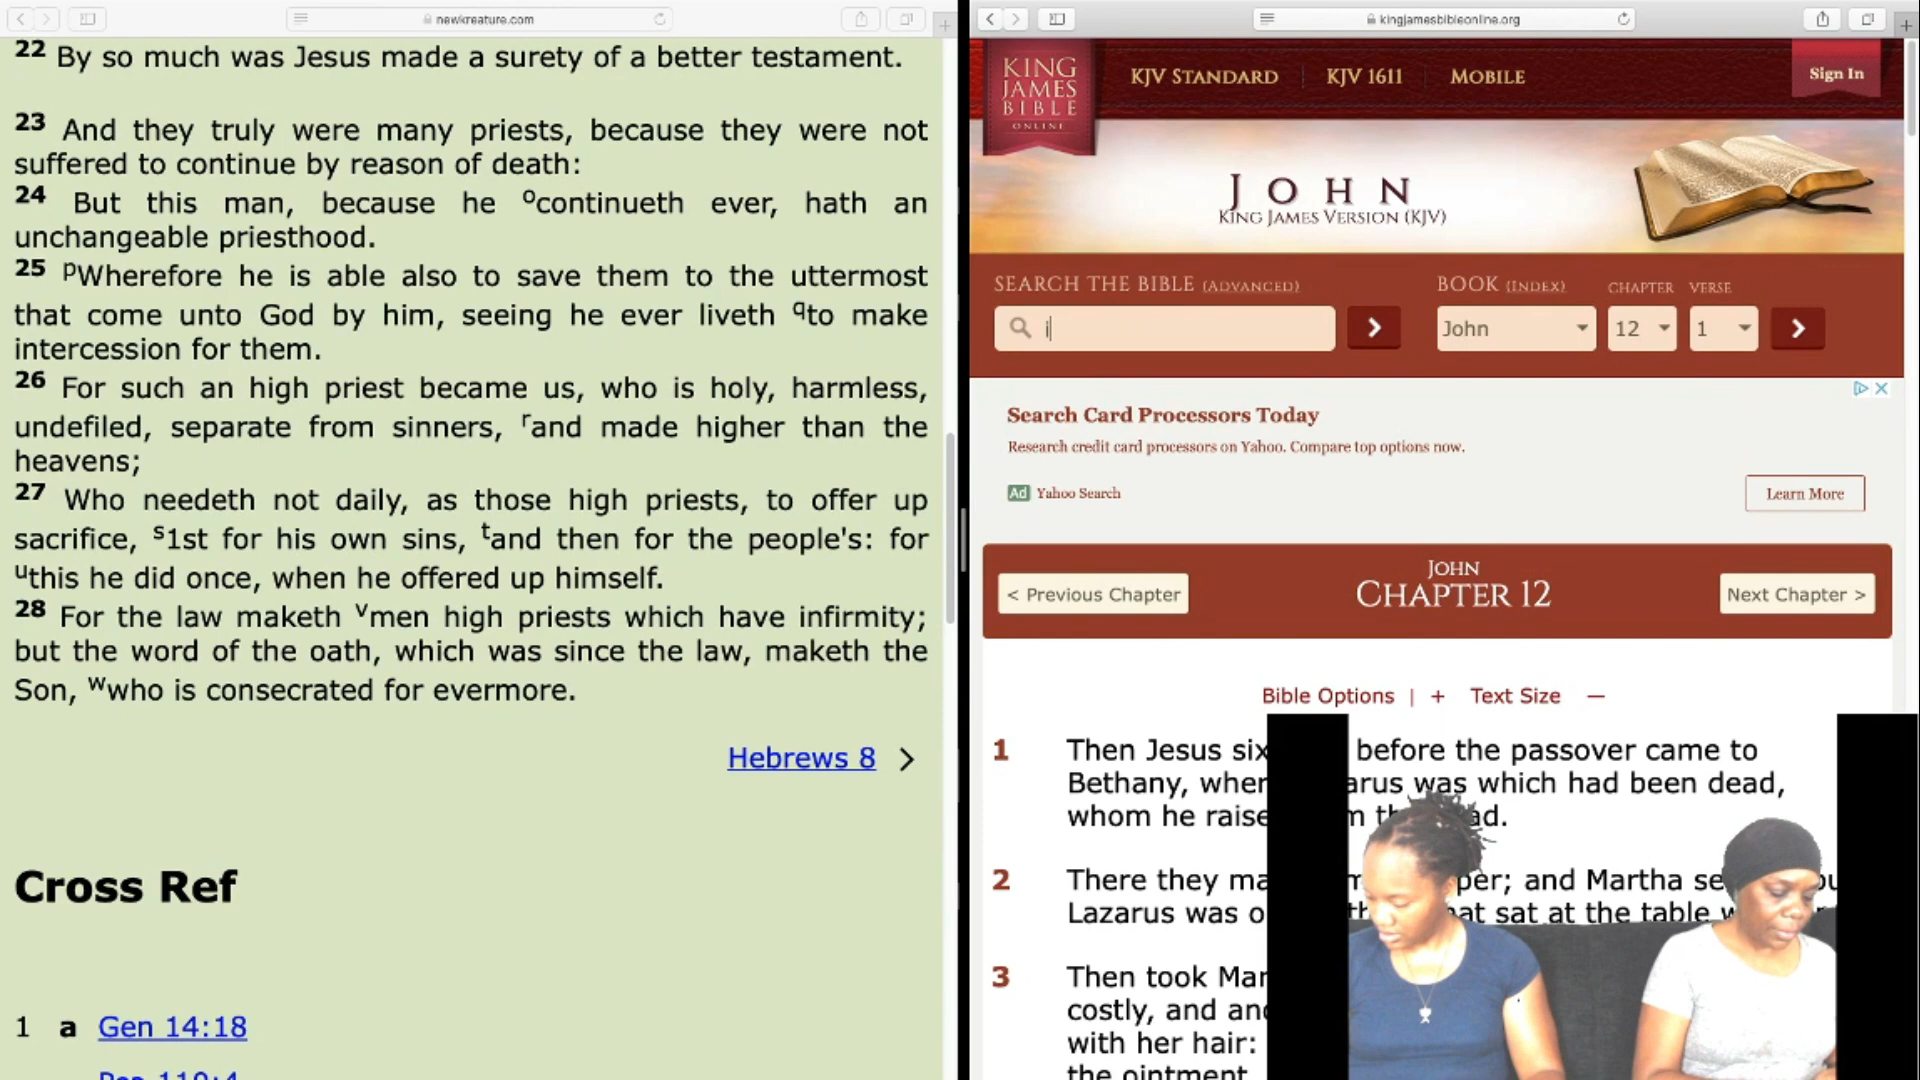 newkreature.com
22 By so much was Jesus made a surety of a better testament.
23 And they truly were many priests, because they were not
suffered to continue by reason of death:
24 But this man, because he ocontinueth ever, hath an
unchangeable priesthood.
25 pWherefore he is able also to save them to the uttermost
that come unto God by him, seeing he ever liveth qto make
intercession for them.
26 For such an high priest became us, who is holy, harmless,
undefiled, separate from sinners, rand made higher than the
heavens;
27 Who needeth not daily, as those high priests, to offer up
sacrifice, s1st for his own sins, tand then for the people's: for
uthis he did once, when he offered up himself.
28 For the law maketh vmen high priests which have infirmity;
but the word of the oath, which was since the law, maketh the
Son, wwho is consecrated for evermore.
Hebrews 8 >
Cross Ref
1 a Gen 14:18
kingjamesbibleonline.org
KING
JAMES
BIBLE
ONLINE
KJV STANDARD KJV 1611 MOBILE
Sign In
JOHN
KING JAMES VERSION (KJV)
SEARCH THE BIBLE (ADVANCED) BOOK (INDEX) CHAPTER VERSE
i John 12 1
Search Card Processors Today
Research credit card processors on Yahoo. Compare top options now.
Ad Yahoo Search
Learn More
JOHN
< Previous Chapter CHAPTER 12 Next Chapter >
Bible Options | + Text Size —
1 Then Jesus six before the passover came to
Bethany, wher arus was which had been dead,
whom he raise m th ad.
2 There they ma per; and Martha se
Lazarus was o hat sat at the table w
3 Then took Mar
costly, and and
with her hair:
the ointment